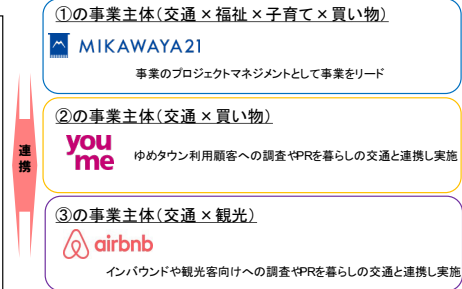 ①の事業主体(交通×福祉×子育て×買い物)
MIKAWAYA21
事業のプロジェクトマネジメントとして事業をリード
連携
②の事業主体(交通×買い物)
you
me
ゆめタウン利用顧客への調査やPRを暮らしの交通と連携し実施
③の事業主体(交通×観光)
airbnb
インバウンドや観光客向けへの調査やPRを暮らしの交通と連携し実施